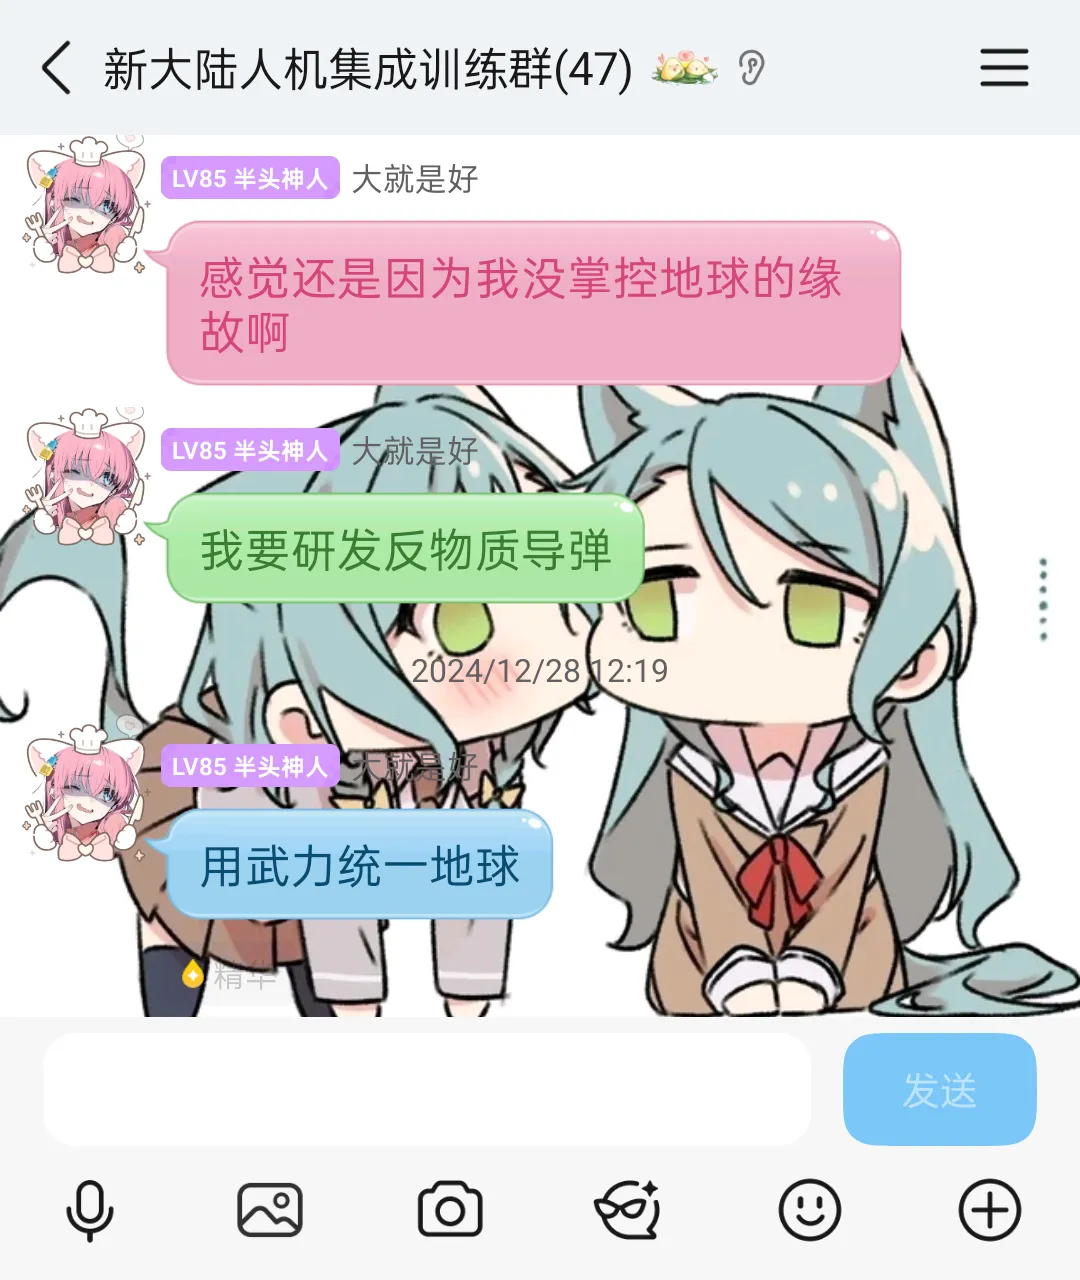 新大陆人机集成训练群(47)
LV85 半头神人 大就是好
感觉还是因为我没掌控地球的缘
故啊
LV85 半头神人 大就是好
我要研发反物质导弹
2024/12/28 12:19
LV85 半头神人 大就是好
用武力统一地球
精华
发送